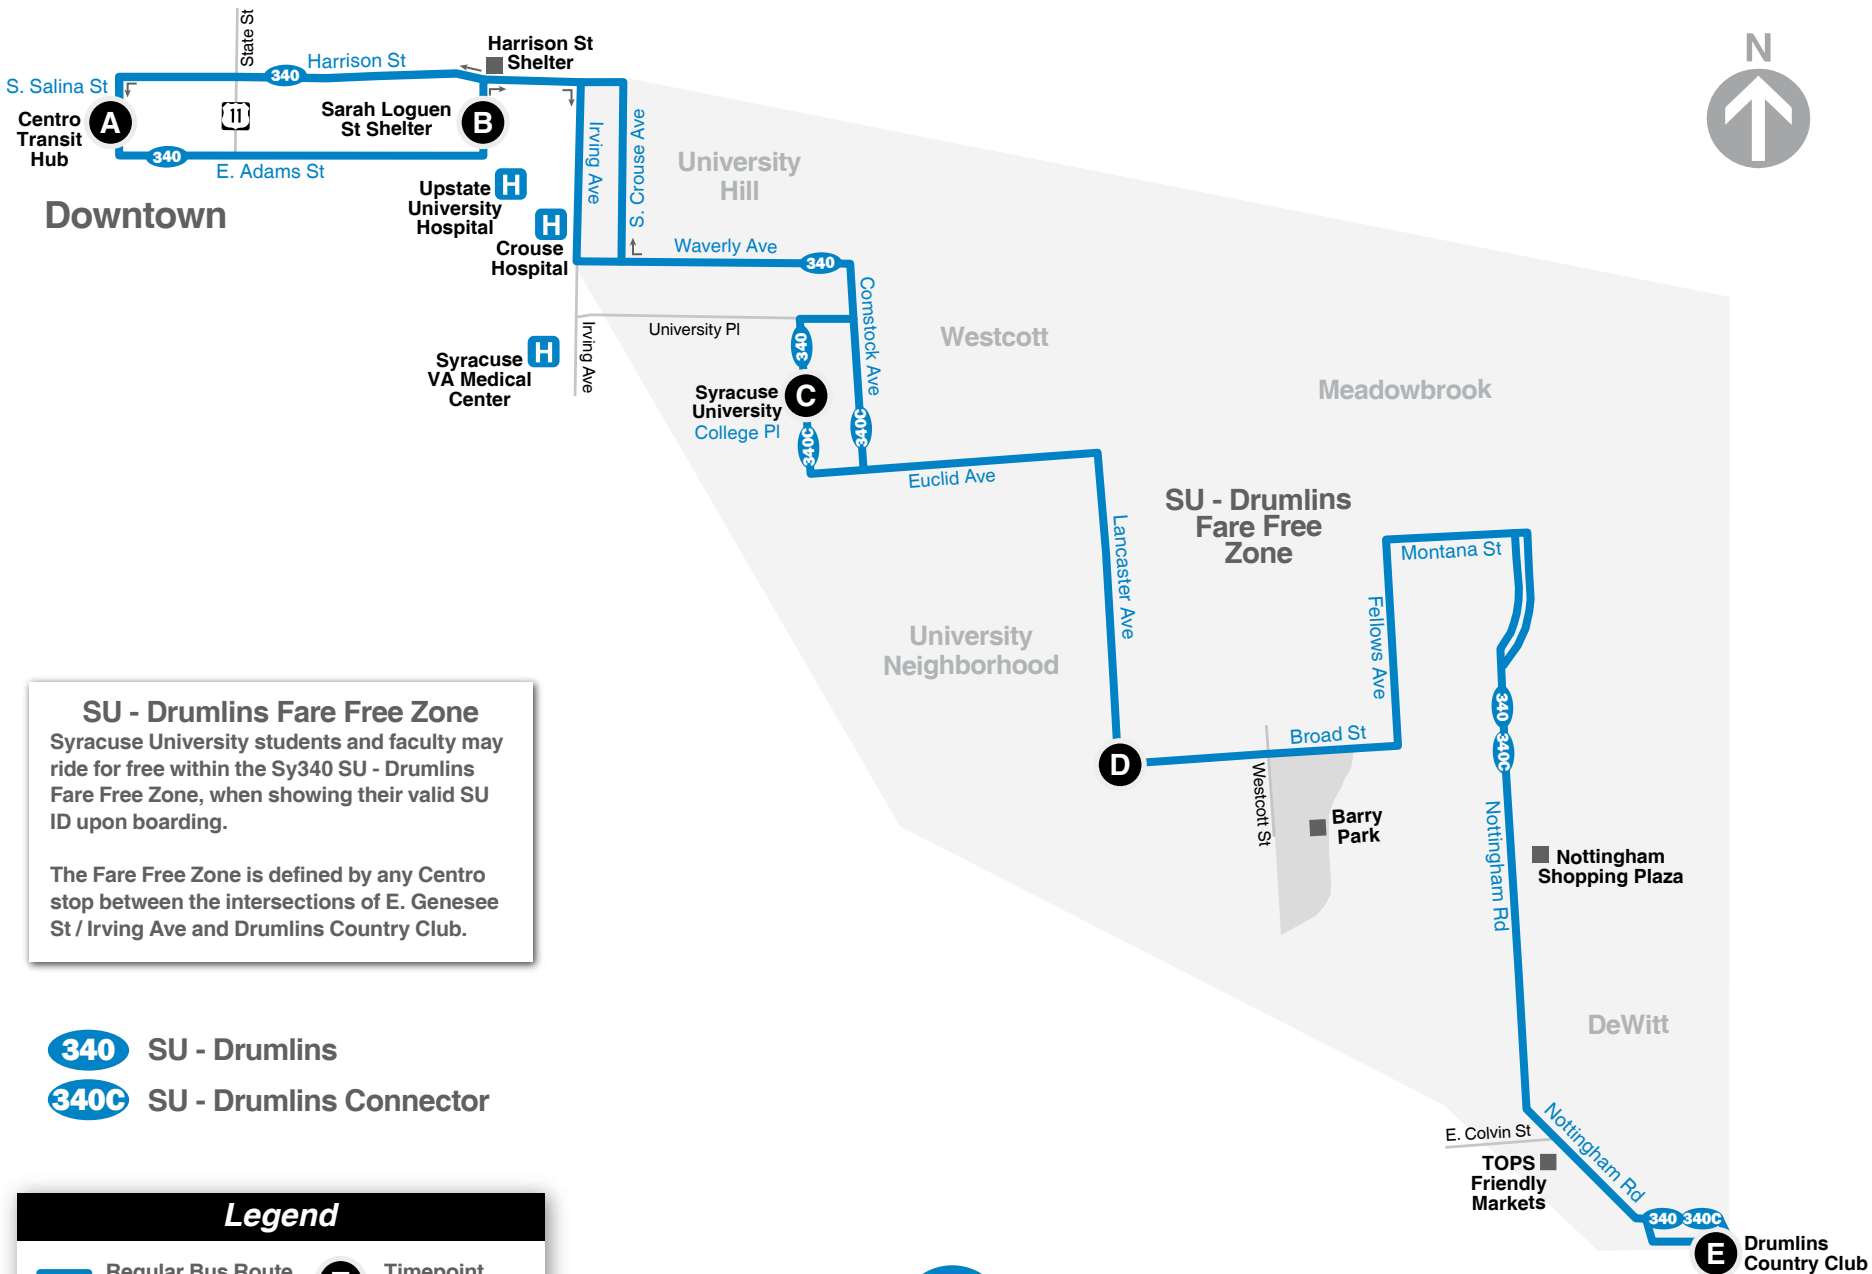 State St
Harrison St
Shelter
Harrison St
340
S. Salina St
11
Centro
Transit
Hub
A
Sarah Loguen
St Shelter
B
340
E. Adams St
Irving Ave
S. Crouse Ave
N
University
Hill
Upstate
University
Hospital
H
Downtown
H
Crouse
Hospital
Waverly Ave
340
Comstock Ave
University Pl
Irving Ave
340
Westcott
Syracuse
VA Medical
Center
H
Meadowbrook
Syracuse
University
College Pl
C
340C
340C
Euclid Ave
SU - Drumlins
Fare Free
Zone
Lancaster Ave
Montana St
Fellows Ave
University
Neighborhood
340
340C
Broad St
D
Westcott St
Barry
Park
Nottingham Rd
Nottingham
Shopping Plaza
SU - Drumlins Fare Free Zone
Syracuse University students and faculty may
ride for free within the Sy340 SU - Drumlins
Fare Free Zone, when showing their valid SU
ID upon boarding.
The Fare Free Zone is defined by any Centro
stop between the intersections of E. Genesee
St / Irving Ave and Drumlins Country Club.
DeWitt
340 SU - Drumlins
340C SU - Drumlins Connector
E. Colvin St
Nottingham Rd
TOPS
Friendly
Markets
340 340C
E
Drumlins
Country Club
Legend
Regular Bus Route
Timepoint